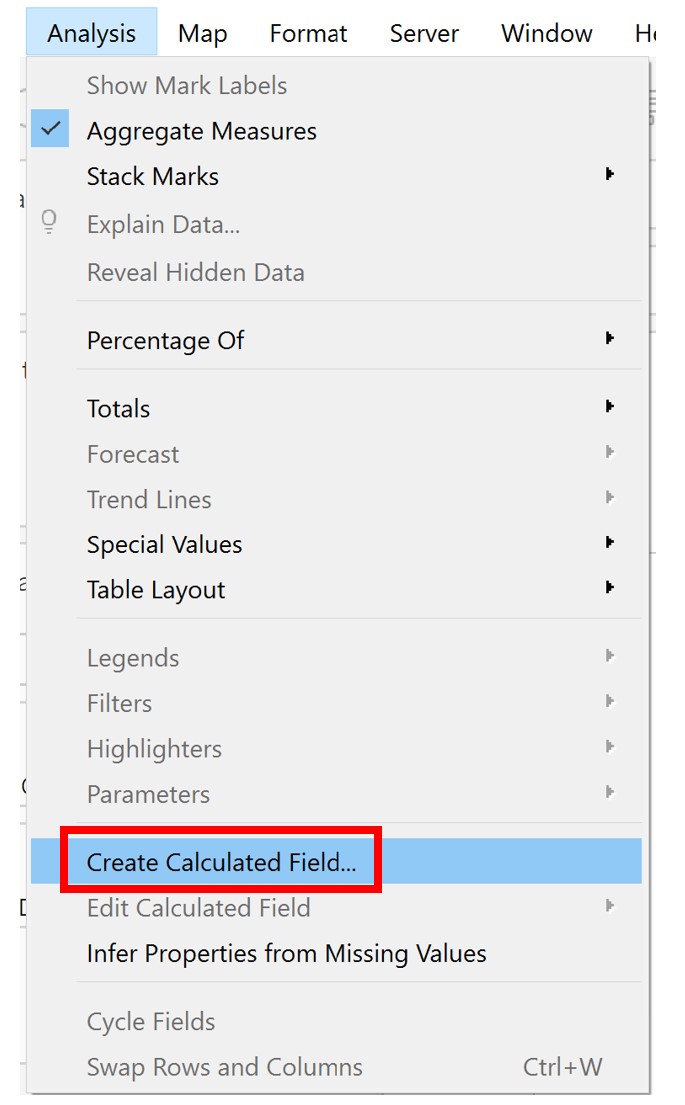 Analysis Map Format Server Window He
Show Mark Labels
Aggregate Measures
Stack Marks
Explain Data...
Reveal Hidden Data
Percentage Of
Totals
Forecast
Trend Lines
Special Values
Table Layout
Legends
Filters
Highlighters
Parameters
Create Calculated Field...
Edit Calculated Field
Infer Properties from Missing Values
Cycle Fields
Swap Rows and Columns Ctrl+W